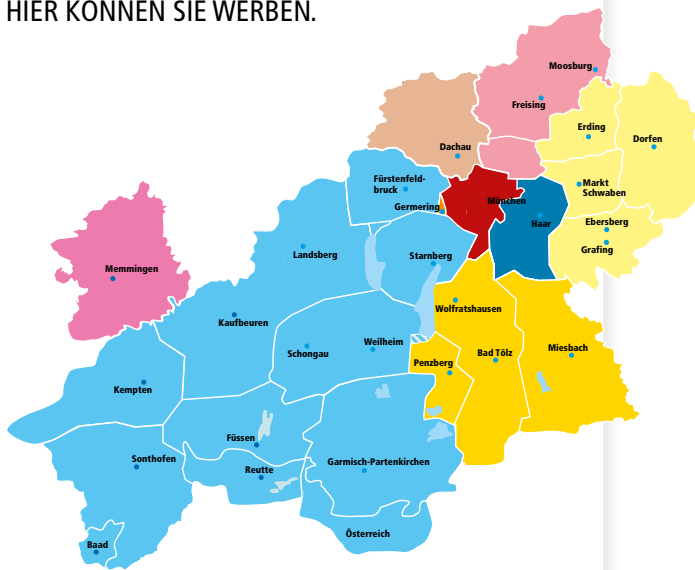 HIER KÖNNEN SIE WERBEN.
Moosburg
Freising
Erding
Dorfen
Dachau
Fürstenfeld-
bruck
Markt
Schwaben
München
Germering
Ebersberg
Haar
Grafing
Landsberg
Starnberg
Memmingen
Wolfratshausen
Kaufbeuren
Weilheim
Schongau
Bad Tölz
Miesbach
Penzberg
Kempten
Füssen
Sonthofen
Reutte
Garmisch-Partenkirchen
Österreich
Baad